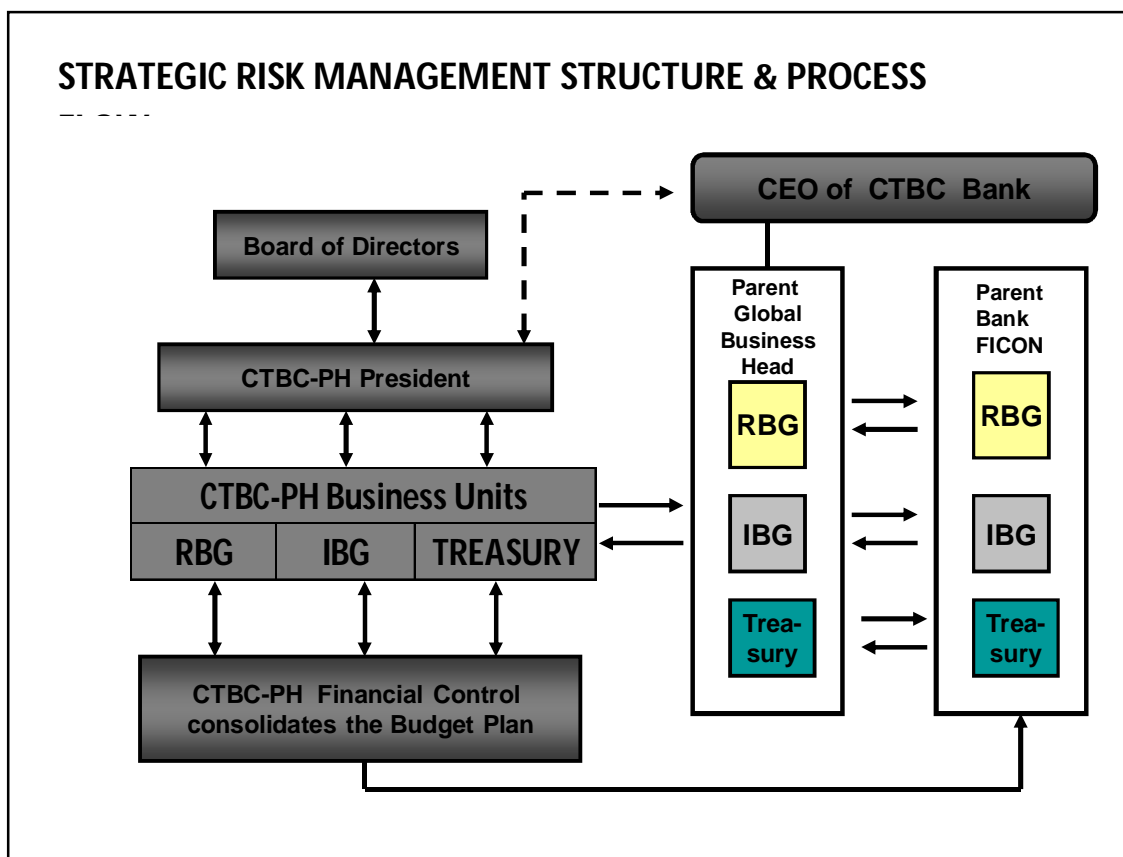 STRATEGIC RISK MANAGEMENT STRUCTURE & PROCESS
CEO of CTBC Bank
Board of Directors
CTBC-PH President
CTBC-PH Business Units
RBG IBG TREASURY
CTBC-PH Financial Control
consolidates the Budget Plan
Parent
Global
Business
Head
RBG
IBG
Trea-
sury
Parent
Bank
FICON
RBG
IBG
Trea-
sury